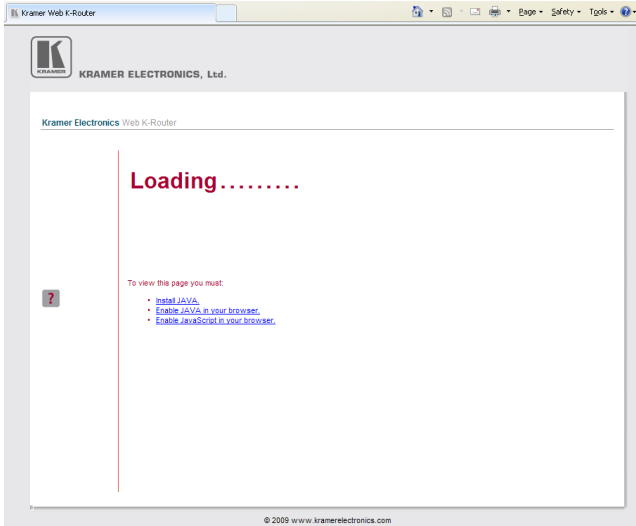 Kramer Web K-Router
Page Safety Tools
K
KRAMER
KRAMER ELECTRONICS, Ltd.
Kramer Electronics Web K-Router
Loading.........
To view this page you must:
• Install JAVA.
• Enable JAVA in your browser.
• Enable JavaScript in your browser.
?
© 2009 www.kramerelectronics.com